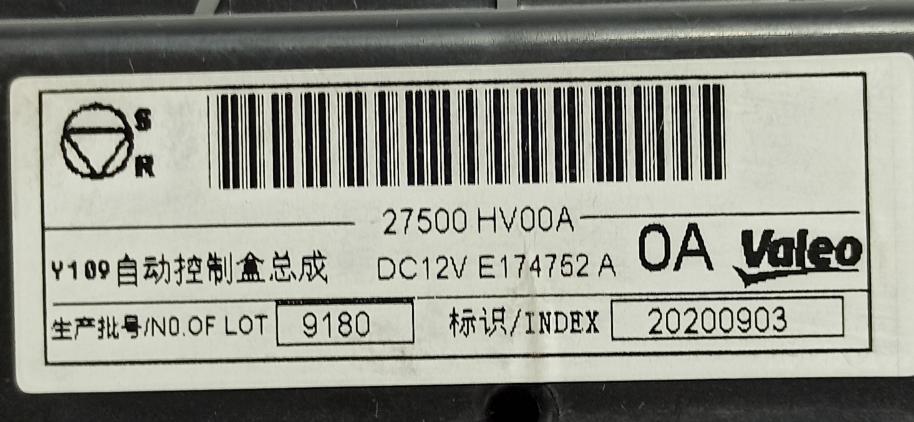 S
R
27500 HV00A
Y109自动控制盒总成 DC12V E174752 A 0A Valeo
生产批号/NO.OF LOT 9180 标识/INDEX 20200903